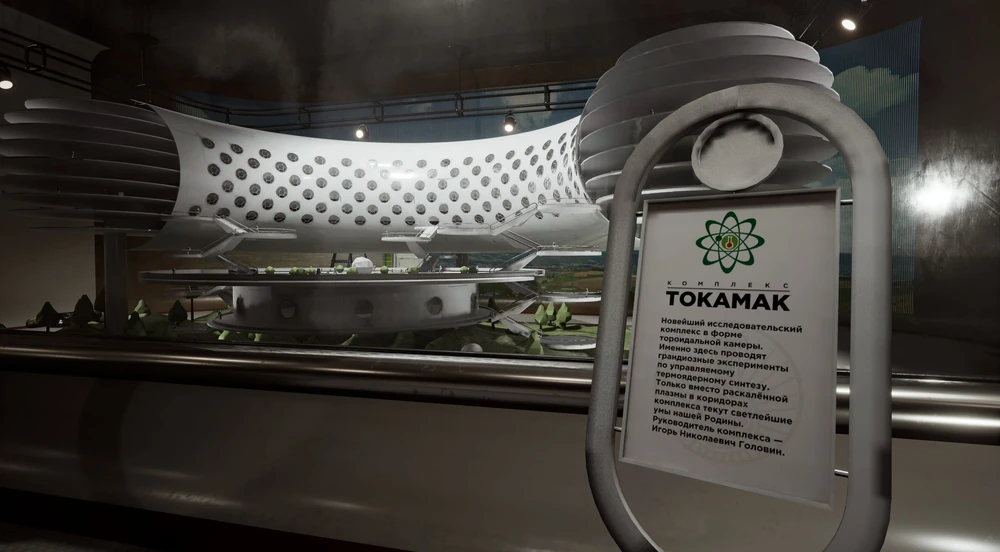 КОМПЛЕКС
ТОКАМАК
Новейший исследовательский
комплекс в форме
тороидальной камеры.
Именно здесь проводят
грандиозные эксперименты
по управляемому
термоядерному синтезу.
Только вместо раскалённой
плазмы в коридорах
комплекса текут светлейшие
умы нашей Родины.
Руководитель комплекса —
Игорь Николаевич Головин.